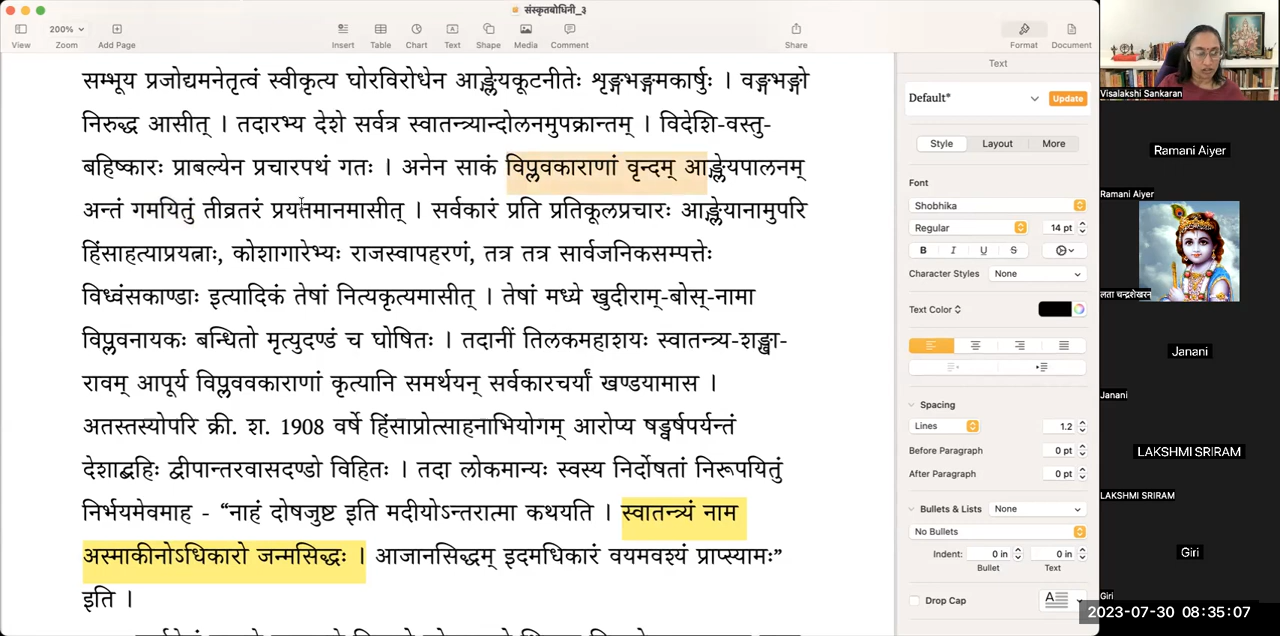 संस्कृतबोधिनी_३
200%
View
Zoom
Add Page
Insert
Table
Chart
Text
Shape
Media
Comment
Share
Format
Document
सम्भूय प्रजोद्यमनेतृत्वं स्वीकृत्य घोरविरोधेन आङ्ग्लेयकूटनीतेः शृङ्गभङ्गमकार्षुः । वङ्गभङ्गो
निरुद्ध आसीत् । तदारभ्य देशे सर्वत्र स्वातन्त्र्यान्दोलनमुपक्रान्तम् । विदेशि-वस्तु-
बहिष्कारः प्राबल्येन प्रचारपथं गतः । अनेन साकं विप्लवकाराणां वृन्दम् आङ्ग्लेयपालनम्
अन्तं गमयितुं तीव्रतरं प्रयतमानमासीत् । सर्वकारं प्रति प्रतिकूलप्रचारः आङ्ग्लेयानामुपरि
हिंसाहत्याप्रयत्नाः, कोशागारेभ्यः राजस्वापहरणं, तत्र तत्र सार्वजनिकसम्पत्तेः
विध्वंसकाण्डाः इत्यादिकं तेषां नित्यकृत्यमासीत् । तेषां मध्ये खुदीराम्-बोस्-नामा
विप्लवनायकः बन्धितो मृत्युदण्डं च घोषितः । तदानीं तिलकमहाशयः स्वातन्त्र्य-शङ्खा-
रावम् आपूर्य विप्लववकाराणां कृत्यानि समर्थयन् सर्वकारचर्यां खण्डयामास ।
अतस्तस्योपरि क्री. श. 1908 वर्षे हिंसाप्रोत्साहनाभियोगम् आरोप्य षड्वर्षपर्यन्तं
देशाद्बहिः द्वीपान्तरवासदण्डो विहितः । तदा लोकमान्यः स्वस्य निर्दोषतां निरूपयितुं
निर्भयमेवमाह - “नाहं दोषजुष्ट इति मदीयोऽन्तरात्मा कथयति । स्वातन्त्र्यं नाम
अस्माकीनोऽधिकारो जन्मसिद्धः । आजानसिद्धम् इदमधिकारं वयमवश्यं प्राप्स्यामः”
इति ।
Text
Default*
Update
Style
Layout
More
Font
Shobhika
Regular
14 pt
B I U S
Character Styles
None
Text Color
Spacing
Lines
1.2
Before Paragraph
0 pt
After Paragraph
0 pt
Bullets & Lists
None
No Bullets
Indent:
0 in
0 in
Bullet
Text
Drop Cap
Visalakshi Sankaran
Ramani Aiyer
Ramani Aiyer
लता चन्द्रशेखरन
Janani
Janani
LAKSHMI SRIRAM
LAKSHMI SRIRAM
Giri
Giri
2023-07-30 08:35:07